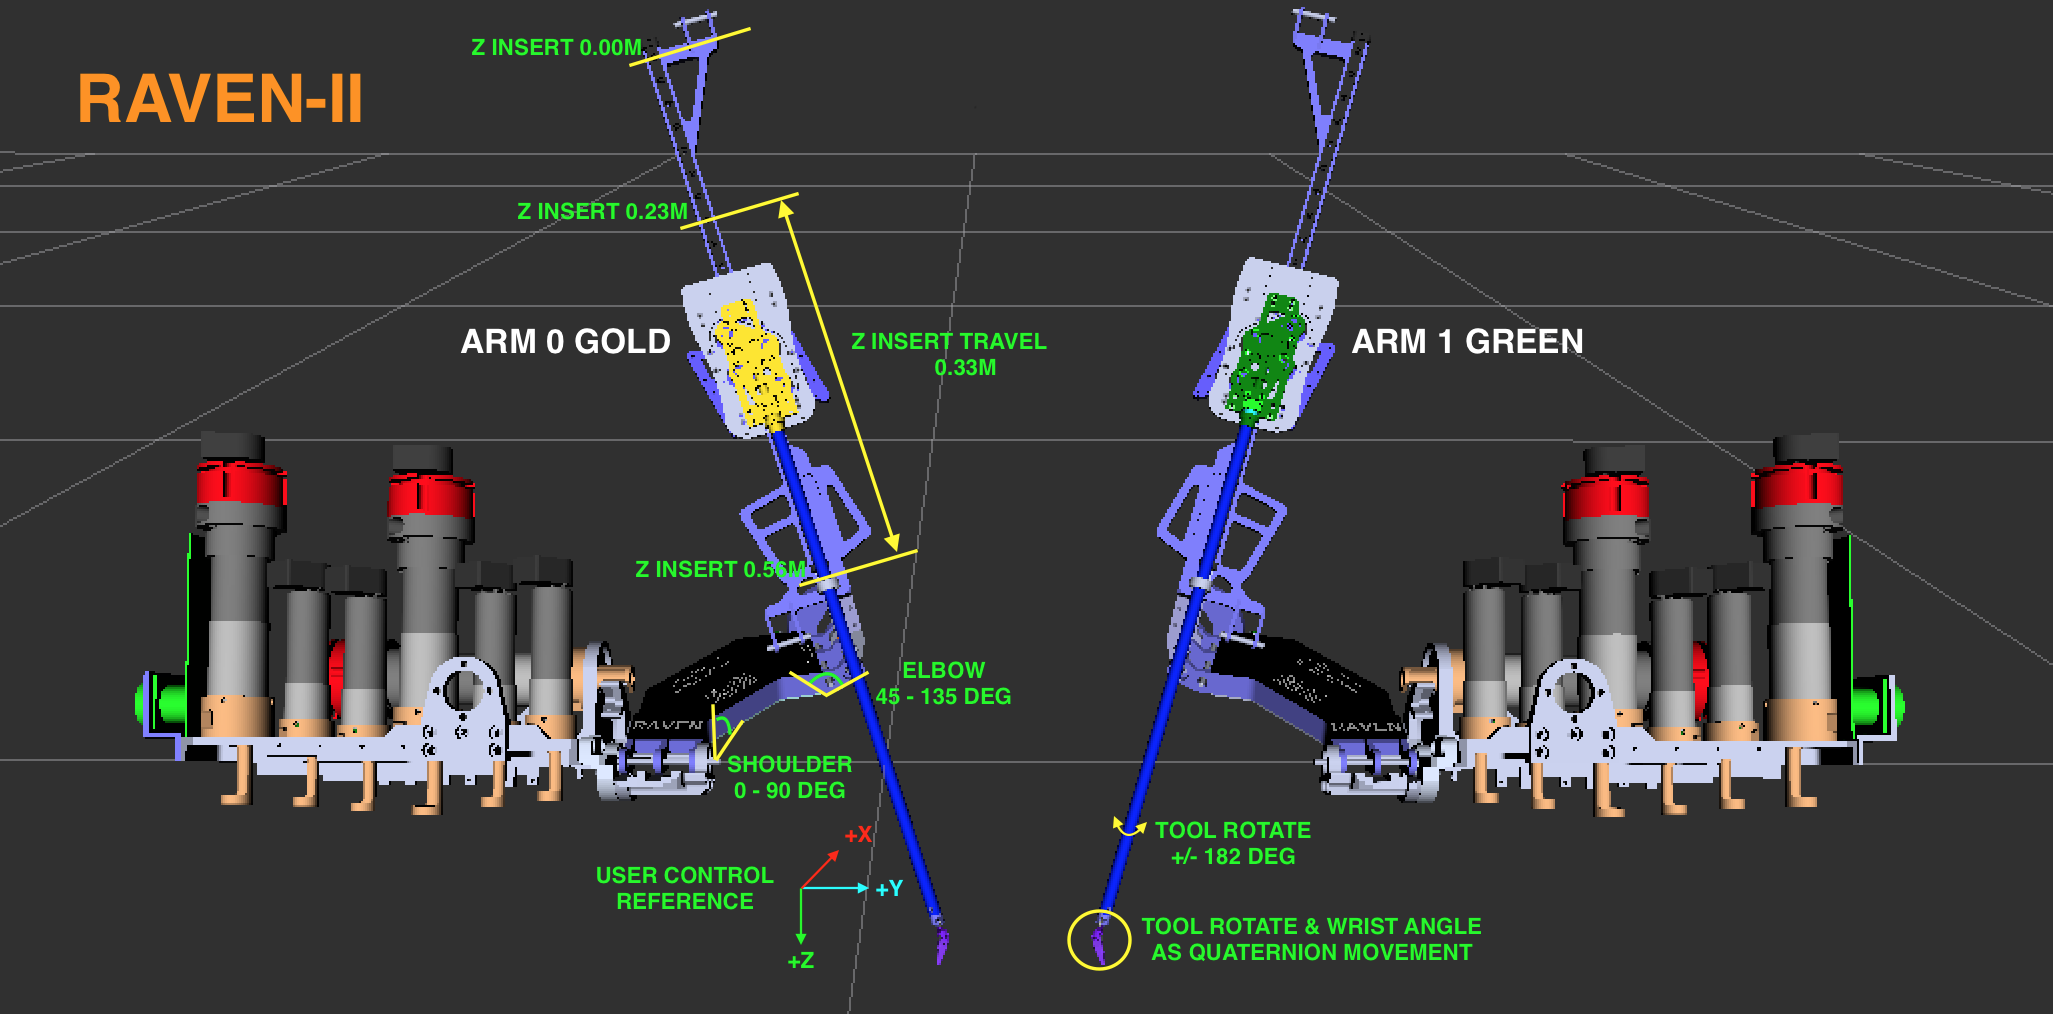 RAVEN-II
Z INSERT 0.00M
Z INSERT 0.23M
ARM 0 GOLD
Z INSERT TRAVEL
0.33M
ARM 1 GREEN
Z INSERT 0.56M
ELBOW
45 - 135 DEG
RAVEN
RAVEN
SHOULDER
0 - 90 DEG
+X
USER CONTROL
REFERENCE
+Y
+Z
TOOL ROTATE
+/- 182 DEG
TOOL ROTATE & WRIST ANGLE
AS QUATERNION MOVEMENT